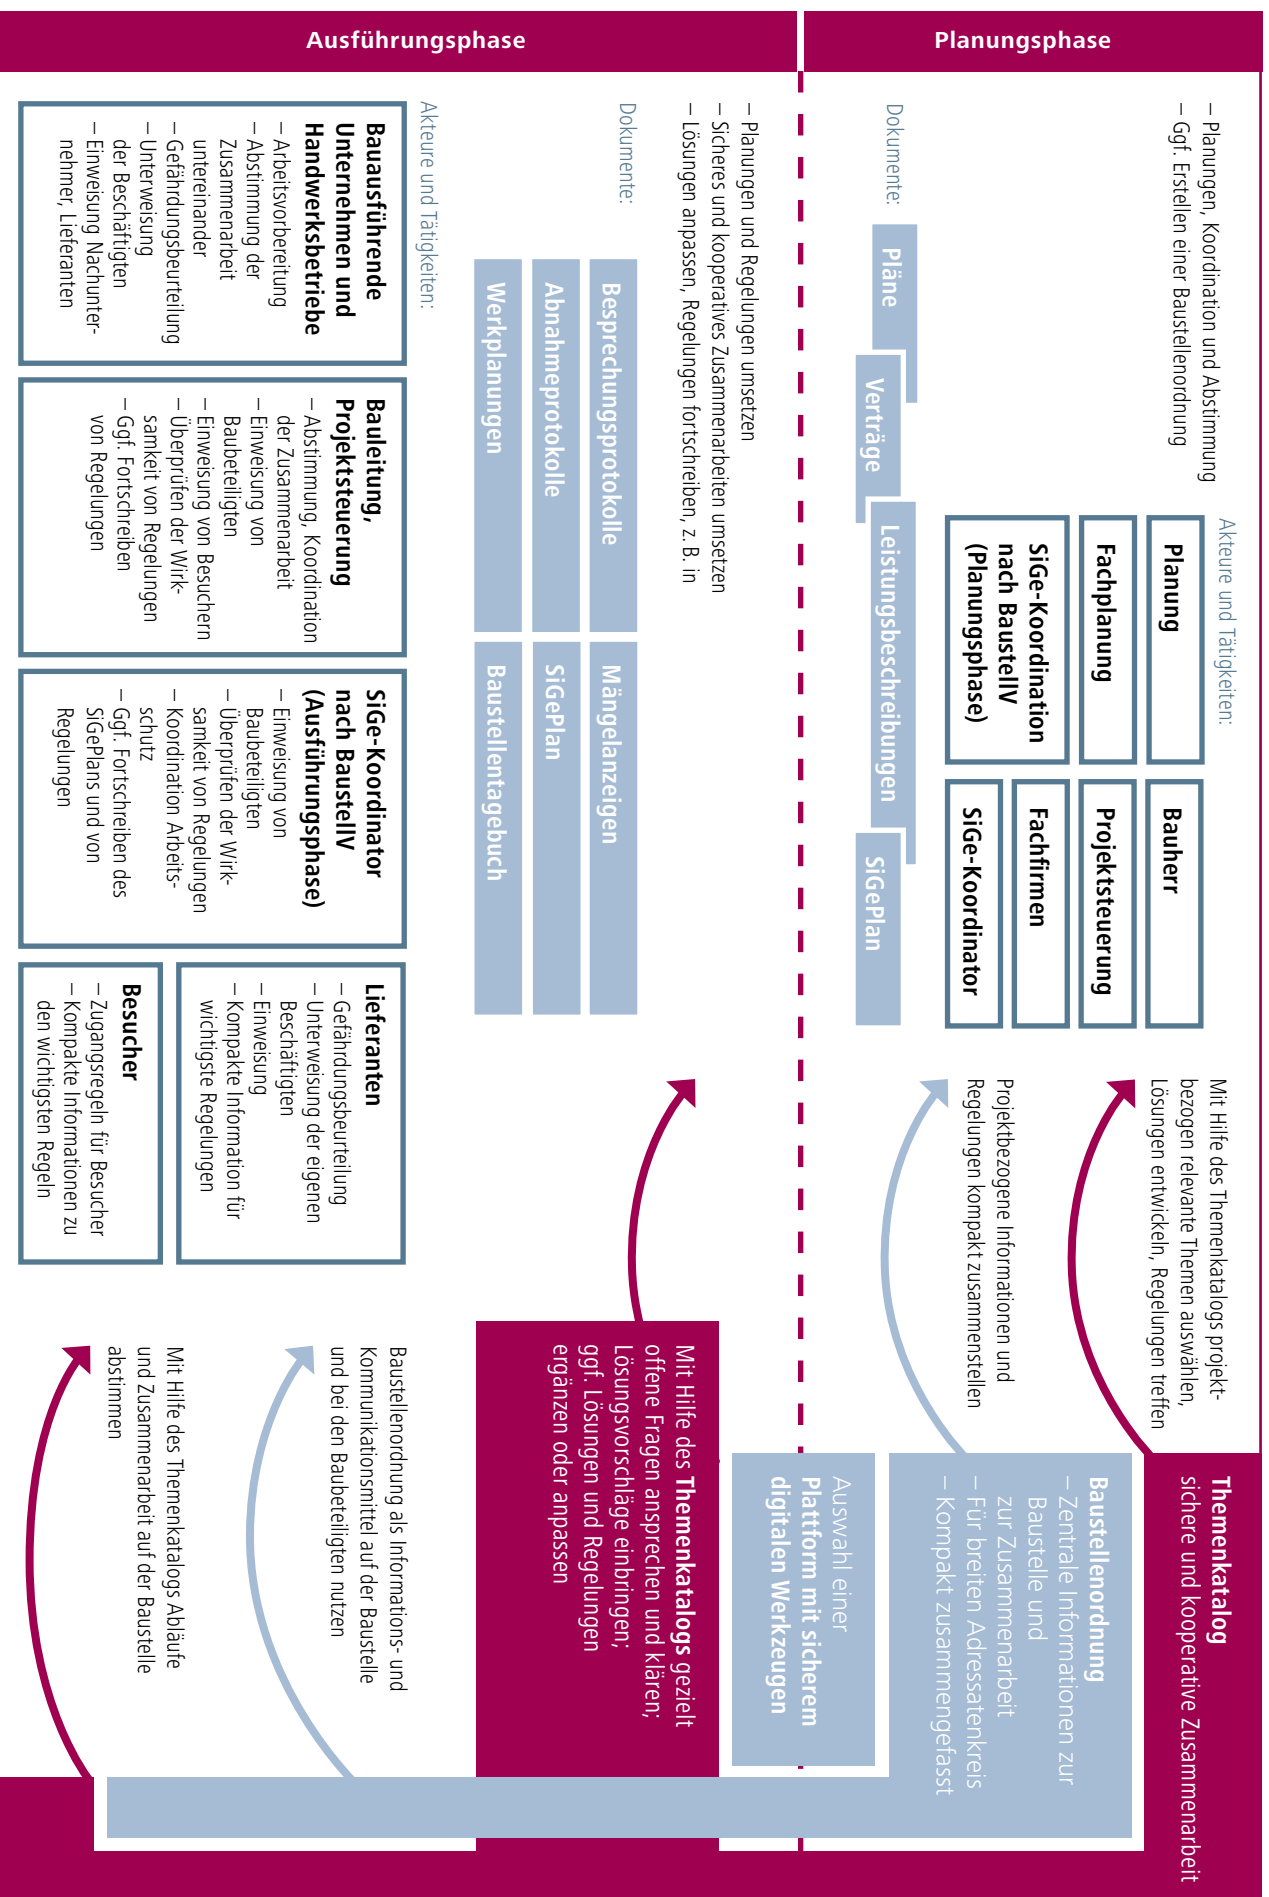 Planungsphase
– Planungen, Koordination und Abstimmung
– Ggf. Erstellen einer Baustellenordnung
Akteure und Tätigkeiten:
Planung
Bauherr
Fachplanung
Projektsteuerung
SiGe-Koordination
nach BaustellV
(Planungsphase)
Fachfirmen
SiGe-Koordinator
Dokumente:
Pläne
Verträge
Leistungsbeschreibungen
SiGePlan
Mit Hilfe des Themenkatalogs projekt-
bezogen relevante Themen auswählen,
Lösungen entwickeln, Regelungen treffen
Projektbezogene Informationen und
Regelungen kompakt zusammenstellen
Themenkatalog
sichere und kooperative Zusammenarbeit
Baustellenordnung
– Zentrale Informationen zur
Baustelle und
zur Zusammenarbeit
– Für breiten Adressatenkreis
– Kompakt zusammengefasst
Auswahl einer
Plattform mit sicherem
digitalen Werkzeugen
Ausführungsphase
– Planungen und Regelungen umsetzen
– Sicheres und kooperatives Zusammenarbeiten umsetzen
– Lösungen anpassen, Regelungen fortschreiben, z. B. in
Dokumente:
Besprechungsprotokolle
Mängelanzeigen
Abnahmeprotokolle
SiGePlan
Werkplanungen
Baustellentagebuch
Mit Hilfe des Themenkatalogs gezielt
offene Fragen ansprechen und klären;
Lösungsvorschläge einbringen;
ggf. Lösungen und Regelungen
ergänzen oder anpassen
Akteure und Tätigkeiten:
Bauausführende
Unternehmen und
Handwerksbetriebe
– Arbeitsvorbereitung
– Abstimmung der
Zusammenarbeit
untereinander
– Gefährdungsbeurteilung
– Unterweisung
der Beschäftigten
– Einweisung Nachunter-
nehmer, Lieferanten
Bauleitung,
Projektsteuerung
– Abstimmung, Koordination
der Zusammenarbeit
– Einweisung von
Baubeteiligten
– Einweisung von Besuchern
– Überprüfen der Wirk-
samkeit von Regelungen
– Ggf. Fortschreiben
von Regelungen
SiGe-Koordinator
nach BaustellV
(Ausführungsphase)
– Einweisung von
Baubeteiligten
– Überprüfen der Wirk-
samkeit von Regelungen
– Koordination Arbeits-
schutz
– Ggf. Fortschreiben des
SiGePlans und von
Regelungen
Lieferanten
– Gefährdungsbeurteilung
– Unterweisung der eigenen
Beschäftigten
– Einweisung
– Kompakte Information für
wichtigste Regelungen
Besucher
– Zugangsregeln für Besucher
– Kompakte Informationen zu
den wichtigsten Regeln
Baustellenordnung als Informations- und
Kommunikationsmittel auf der Baustelle
und bei den Baubeteiligten nutzen
Mit Hilfe des Themenkatalogs Abläufe
und Zusammenarbeit auf der Baustelle
abstimmen